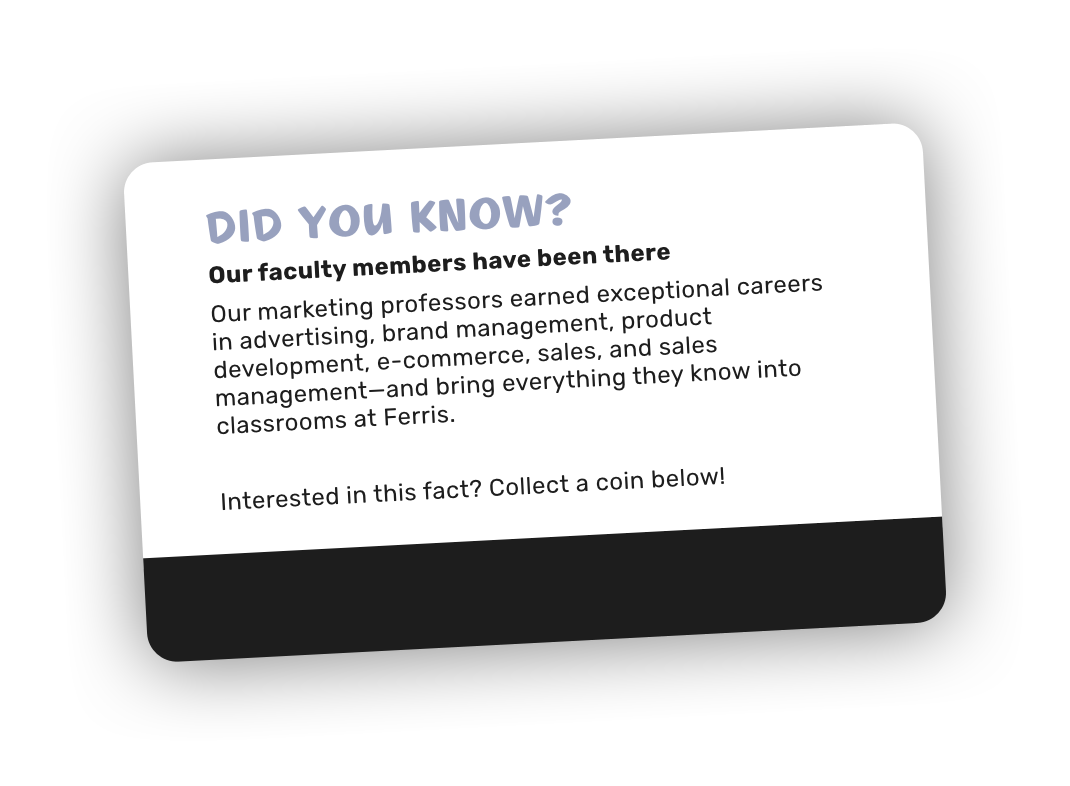 DID YOU KNOW?
Our faculty members have been there
Our marketing professors earned exceptional careers
in advertising, brand management, product
development, e-commerce, sales, and sales
management—and bring everything they know into
classrooms at Ferris.
Interested in this fact? Collect a coin below!